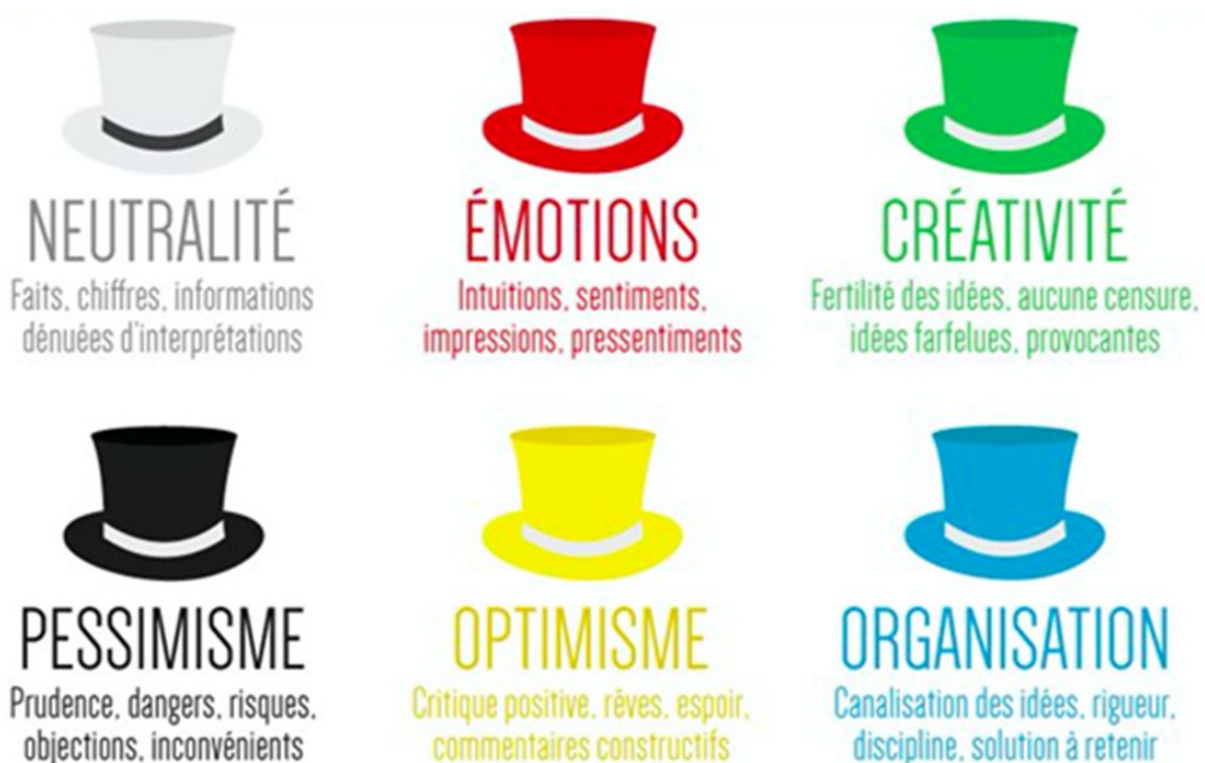 NEUTRALITÉ
Faits, chiffres, informations
dénuées d'interprétations
ÉMOTIONS
Intuitions, sentiments,
impressions, pressentiments
CRÉATIVITÉ
Fertilité des idées, aucune censure,
idées farfelues, provocantes
PESSIMISME
Prudence, dangers, risques,
objections, inconvénients
OPTIMISME
Critique positive, rêves, espoir,
commentaires constructifs
ORGANISATION
Canalisation des idées, rigueur,
discipline, solution à retenir